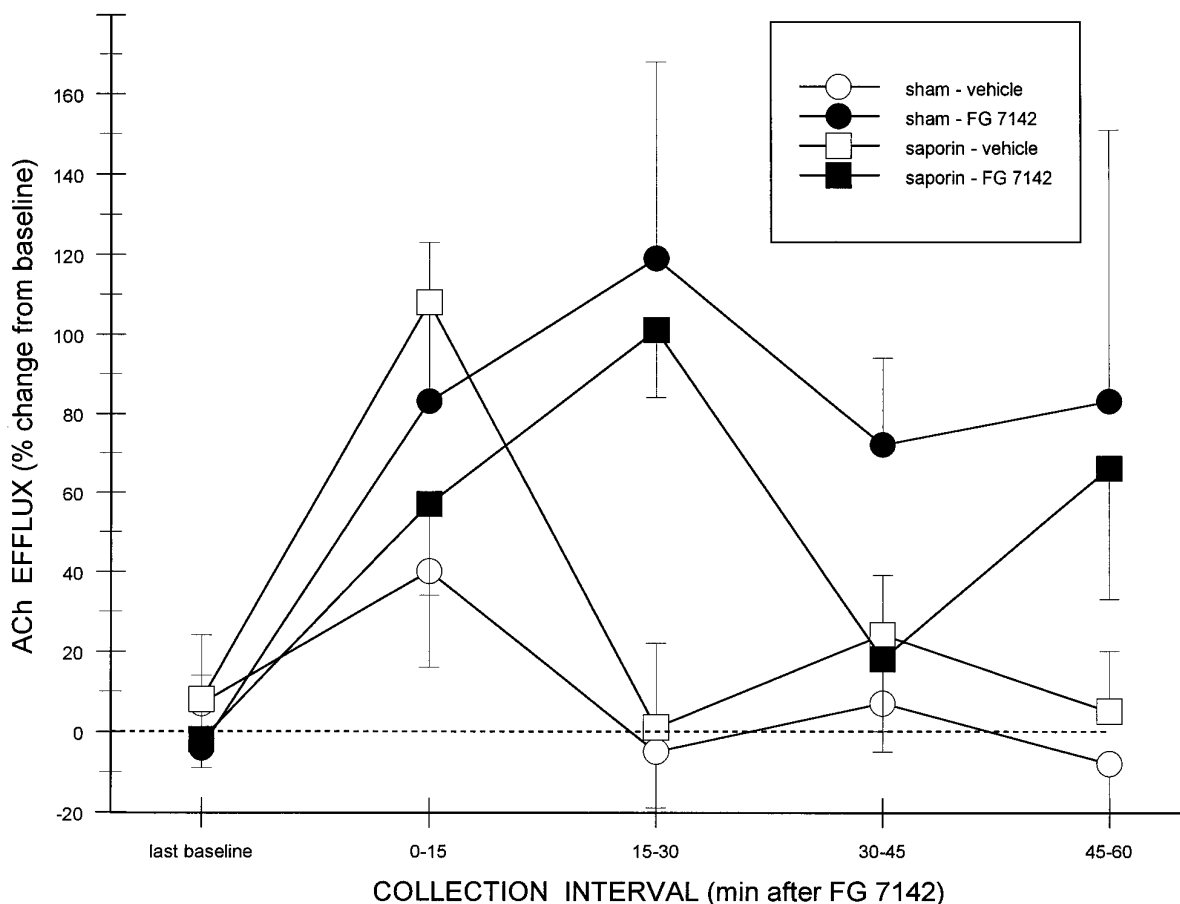 ACh EFFLUX (% change from baseline)
160
140
120
100
80
60
40
20
0
-20
sham - vehicle
sham - FG 7142
saporin - vehicle
saporin - FG 7142
last baseline
0-15
15-30
30-45
45-60
COLLECTION INTERVAL (min after FG 7142)